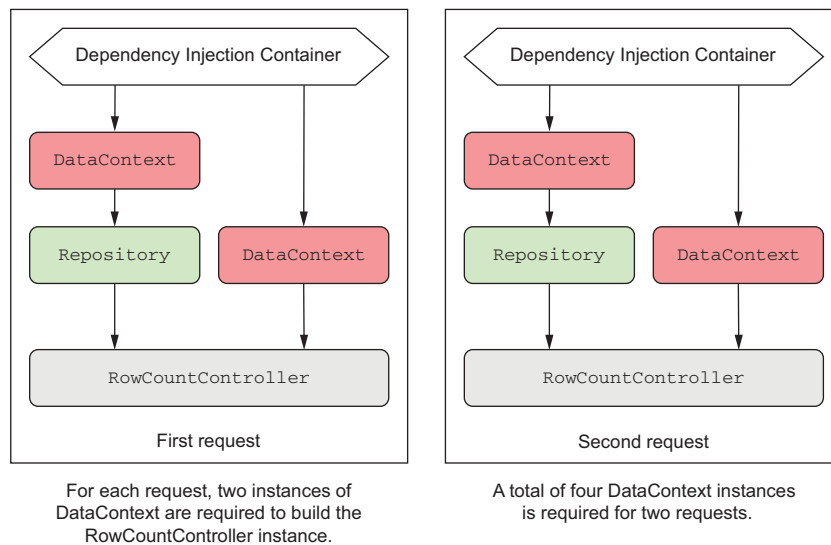 Dependency Injection Container
DataContext
Repository
DataContext
RowCountController
First request
For each request, two instances of
DataContext are required to build the
RowCountController instance.
Dependency Injection Container
DataContext
Repository
DataContext
RowCountController
Second request
A total of four DataContext instances
is required for two requests.